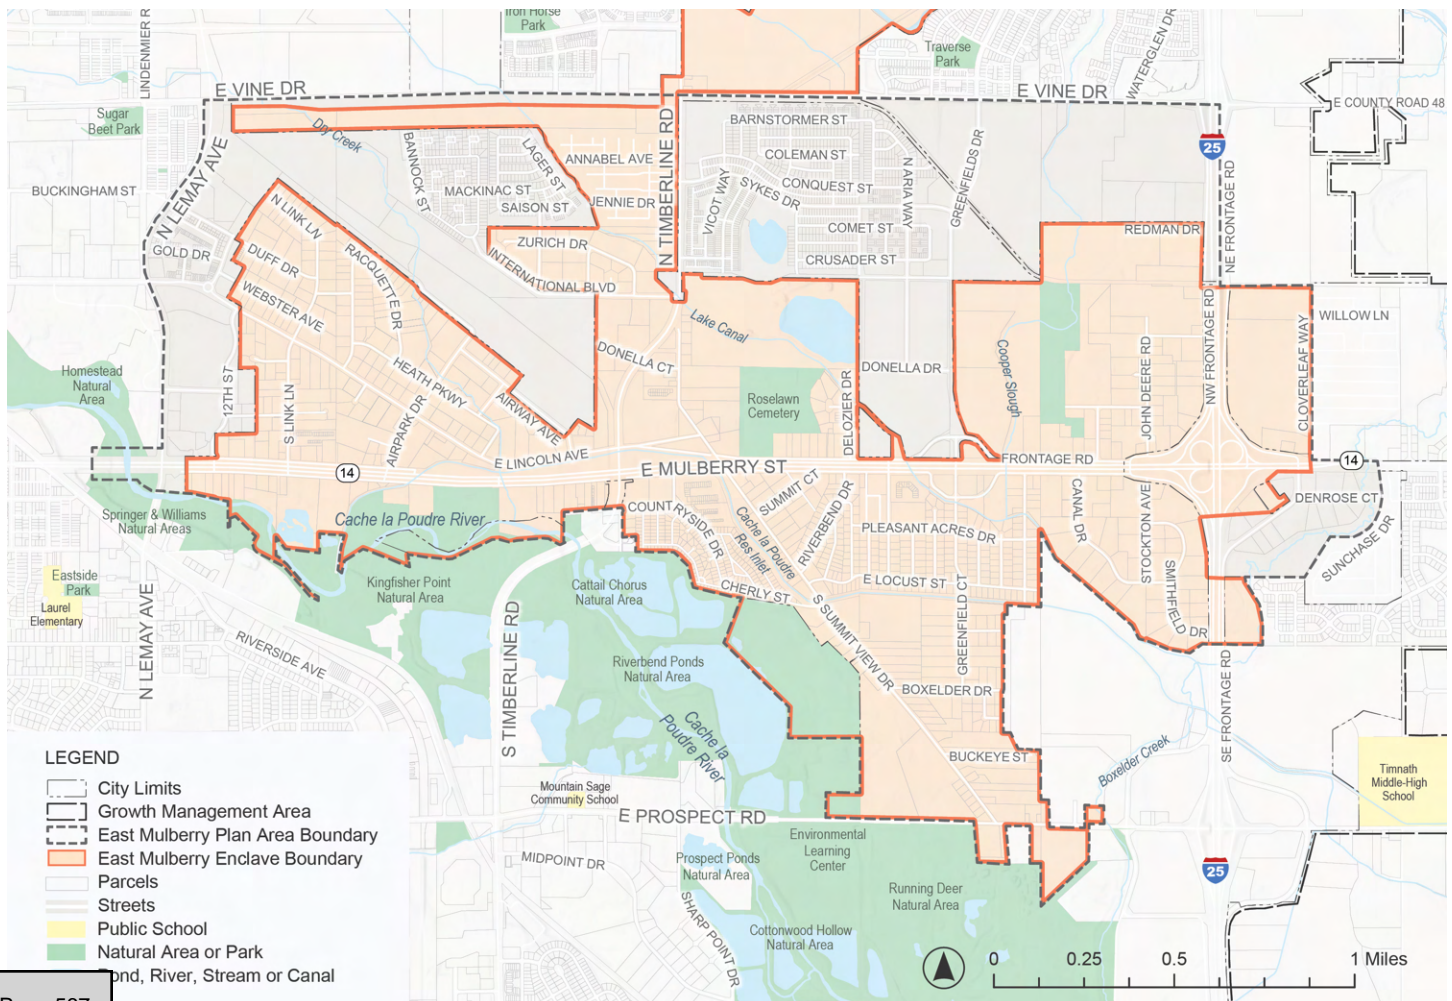 Iron Horse
Park
LINDENMIER R
Traverse
Park
WATERGLEN DR
E VINE DR
E VINE DR
E COUNTY ROAD 48
Sugar
Beet Park
Dry Creek
N LEMAY AVE
BANNOCK ST
LAGER ST
ANNABEL AVE
N TIMBERLINE RD
BARNSTORMER ST
COLEMAN ST
CONQUEST ST
SYKES DR
VICOT WAY
NARIA WAY
GREENFIELDS DR
25
NE FRONTAGE RD
BUCKINGHAM ST
MACKINAC ST
SAISON ST
JENNIE DR
COMET ST
CRUSADER ST
REDMAN DR
N LINK LN
GOLD DR
DUFF DR
RACQUETTE DR
WEBSTER AVE
ZURICH DR
INTERNATIONAL BLVD
Lake Canal
WILLOW LN
NW FRONTAGE RD
CLOVERLEAF WAY
JOHN DEERE RD
Cooper Slough
DONELLA CT
DONELLA DR
DELOZIER DR
Homestead
Natural
Area
12TH ST
S LINK LN
HEATH PKWY
AIRPARK DR
AIRWAY AVE
Roselawn
Cemetery
E LINCOLN AVE
14
E MULBERRY ST
FRONTAGE RD
14
SUMMIT CT
DENROSE CT
Springer & Williams
Natural Areas
Cache la Poudre River
COUNTRYSIDE DR
Cache la Poudre
Res Inlet
RIVERBEND DR
PLEASANT ACRES DR
CANAL DR
STOCKTON AVE
SMITHFIELD DR
SUNCHASE DR
Eastside
Park
Laurel
Elementary
Kingfisher Point
Natural Area
Cattail Chorus
Natural Area
CHERLY ST
E LOCUST ST
GREENFIELD CT
S SUMMIT VIEW DR
N LEMAY AVE
RIVERSIDE AVE
S TIMBERLINE RD
Riverbend Ponds
Natural Area
BOXELDER DR
SE FRONTAGE RD
Cache la
Poudre River
BUCKEYE ST
Boxelder Creek
Timnath
Middle-High
School
Mountain Sage
Community School
E PROSPECT RD
Environmental
Learning
Center
MIDPOINT DR
Prospect Ponds
Natural Area
SHARP POINT DR
Running Deer
Natural Area
25
Cottonwood Hollow
Natural Area
LEGEND
City Limits
Growth Management Area
East Mulberry Plan Area Boundary
East Mulberry Enclave Boundary
Parcels
Streets
Public School
Natural Area or Park
ond, River, Stream or Canal
0 0.25 0.5 1 Miles